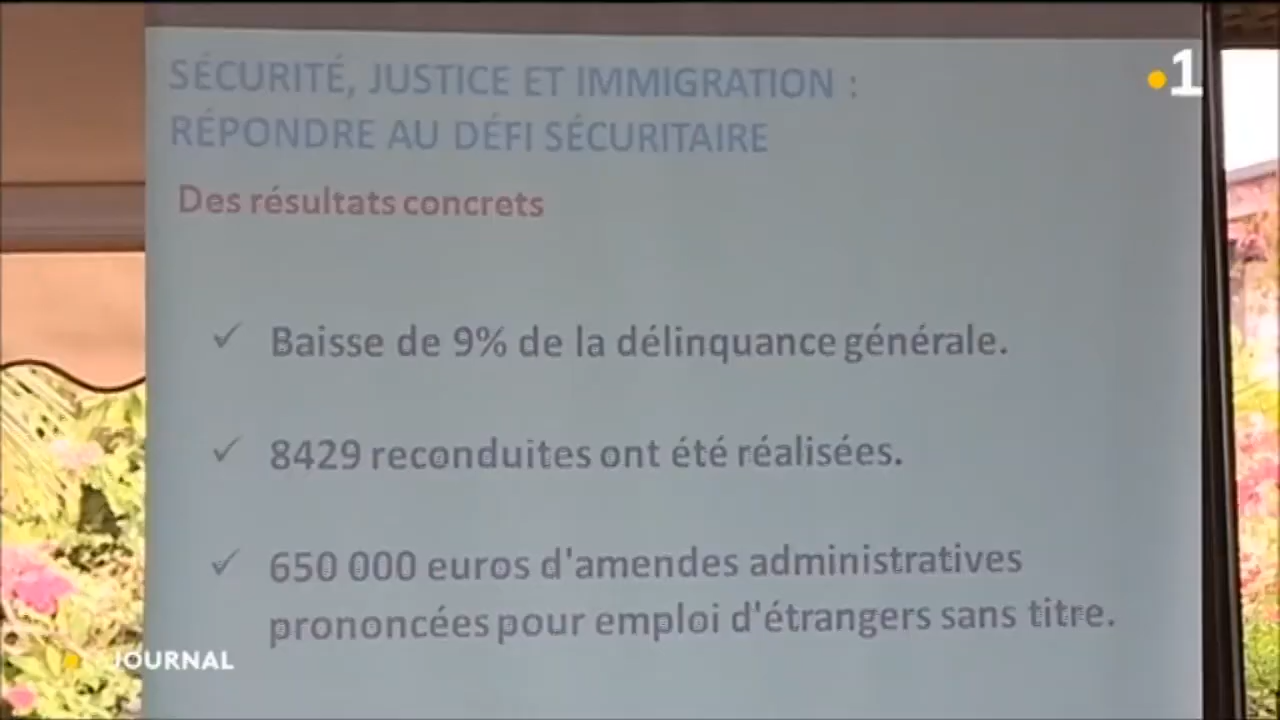 SÉCURITÉ, JUSTICE ET IMMIGRATION :
RÉPONDRE AU DÉFI SÉCURITAIRE
Des résultats concrets
✓ Baisse de 9% de la délinquance générale.
✓ 8429 reconduites ont été réalisées.
✓ 650 000 euros d'amendes administratives
prononcées pour emploi d'étrangers sans titre.
1
JOURNAL